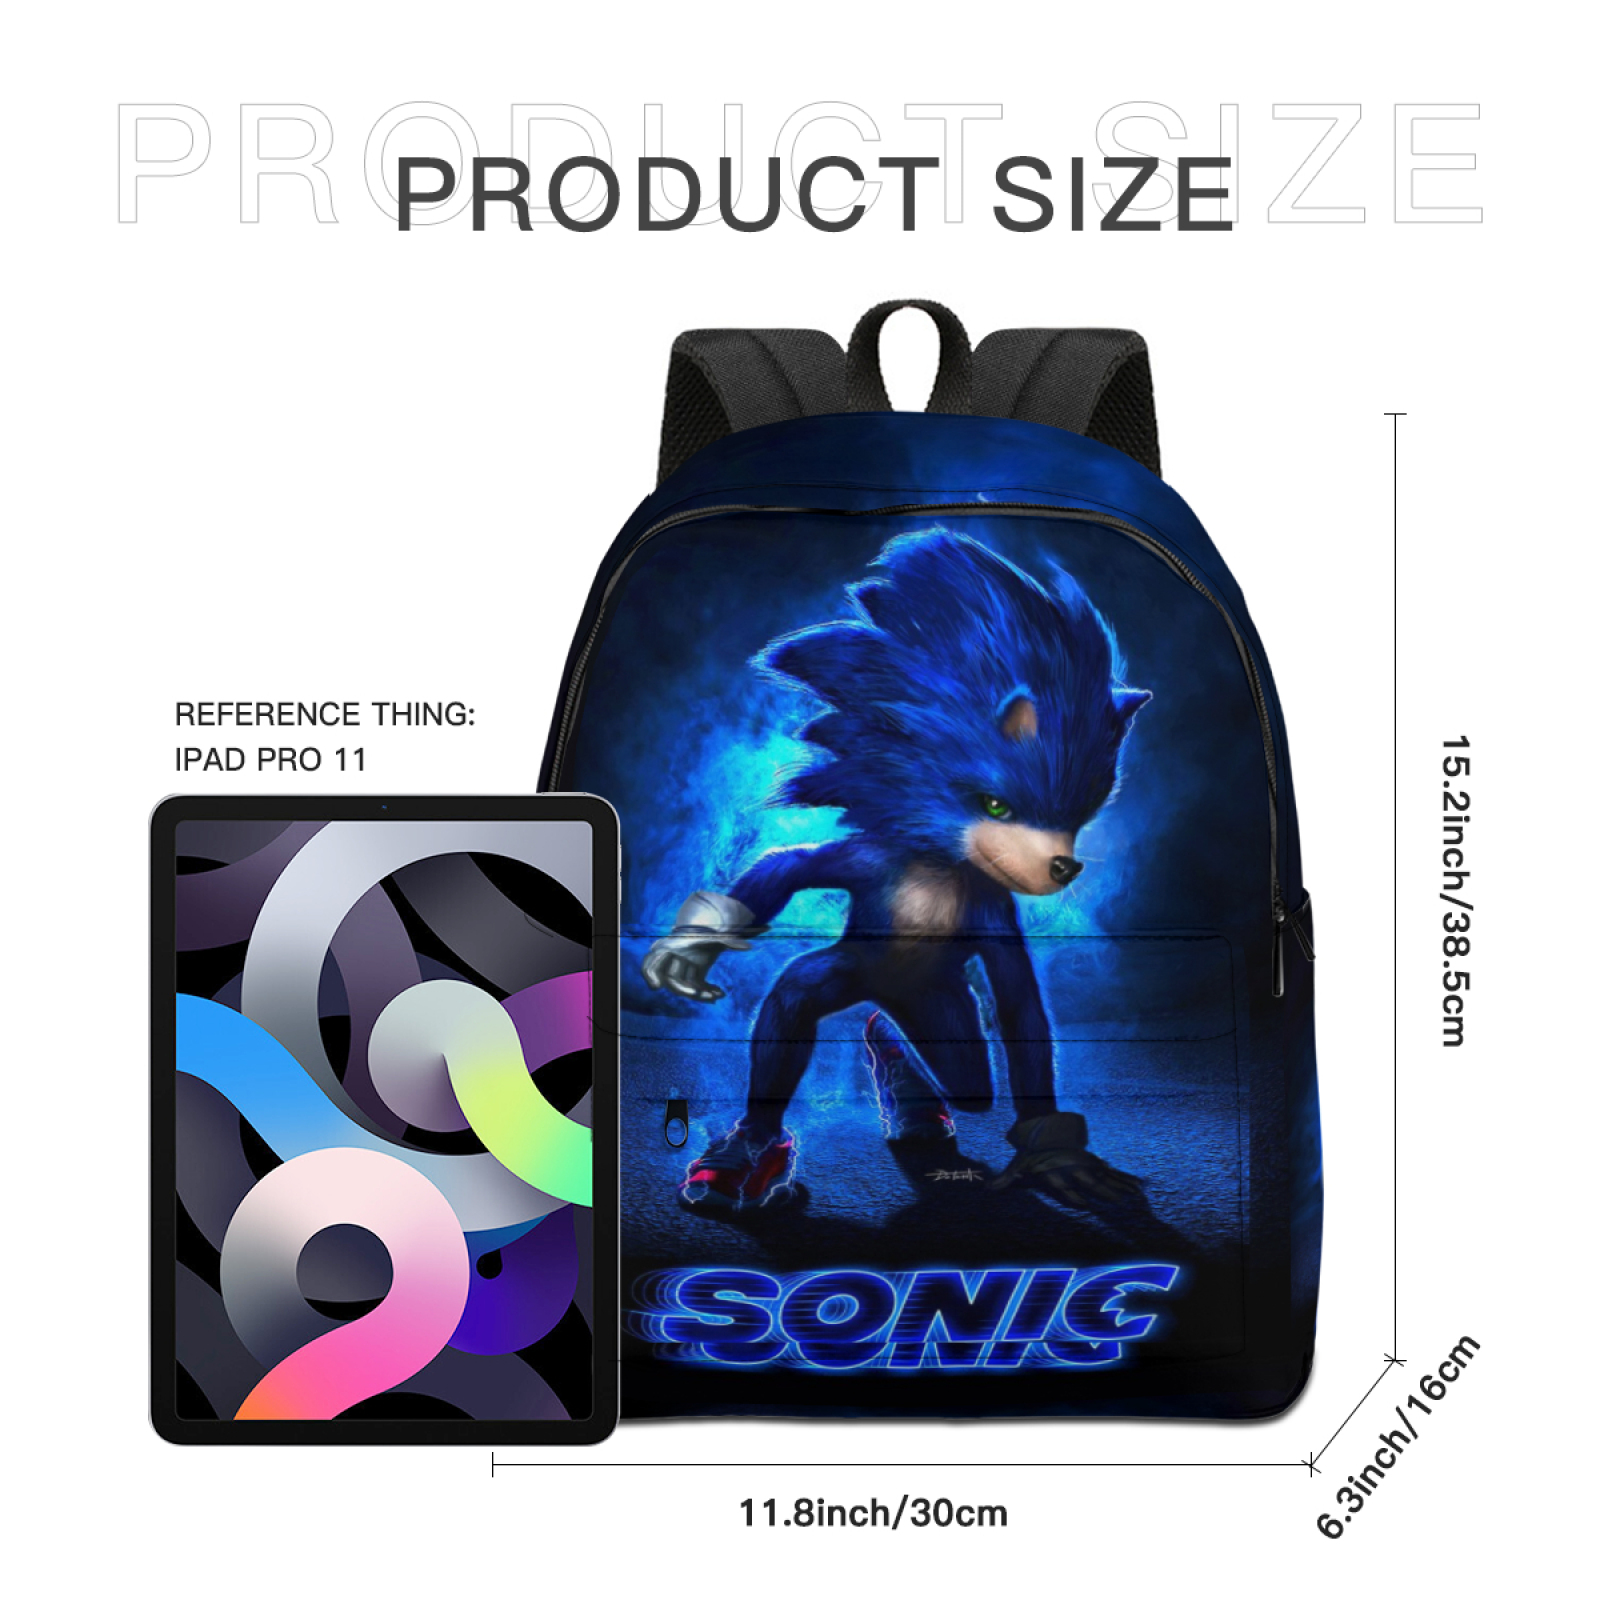 PRODUCT SIZE
PRODUCT SIZE
REFERENCE THING:
IPAD PRO 11
15.2inch/38.5cm
SONIC
6.3inch/16cm
11.8inch/30cm